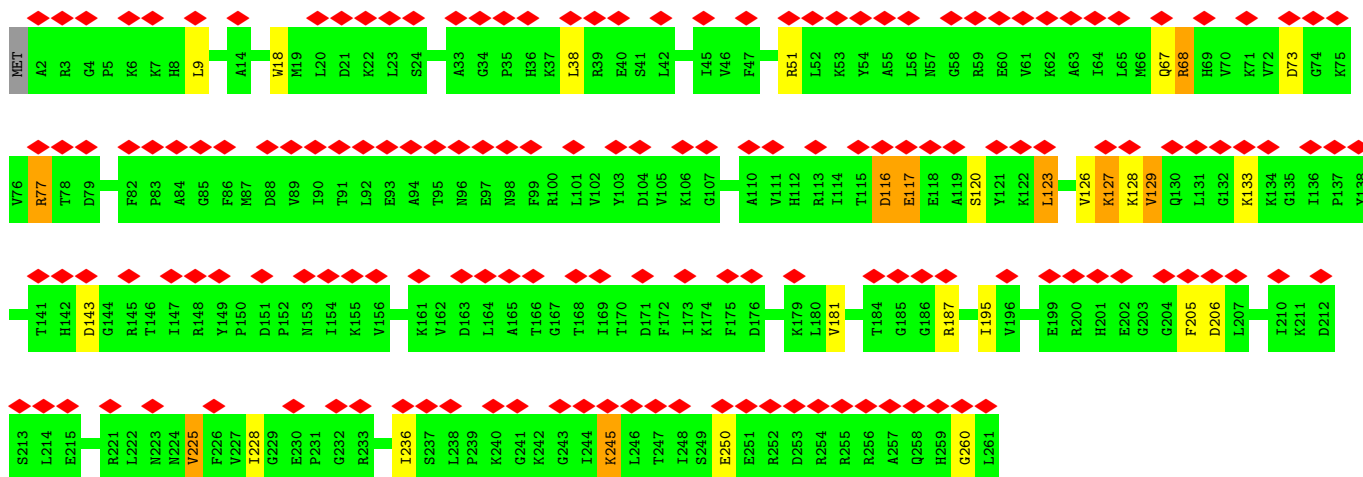 MET A2 R3 G4 P5 K6 K7 H8 L9 A14 W18 M19 L20 D21 K22 L23 S24 A33 G34 P35 H36 K37 L38 R39 E40 S41 L42 I45 V46 F47 R51 L52 K53 Y54 A55 L56 N57 G58 R59 E60 V61 K62 A63 I64 L65 M66 Q67 R68 H69 V70 K71 V72 D73 G74 K75
V76 R77 T78 D79 F82 P83 A84 G85 F86 M87 D88 V89 I90 T91 L92 E93 A94 T95 N96 E97 N98 F99 R100 L101 V102 Y103 D104 V105 K106 G107 A110 V111 H112 R113 I114 T115 D116 E117 E118 A119 S120 Y121 K122 L123 V126 K127 K128 V129 Q130 L131 G132 K133 K134 G135 I136 P137 Y138
T141 H142 D143 G144 R145 T146 I147 R148 Y149 P150 D151 P152 N153 I154 K155 V156 K161 V162 D163 L164 A165 T166 G167 T168 I169 T170 D171 F172 I173 K174 F175 D176 K179 L180 V181 T184 G185 G186 R187 I195 V196 E199 R200 H201 E202 G203 G204 F205 D206 L207 I210 K211 D212
S213 L214 E215 R221 L222 N223 N224 V225 F226 V227 I228 G229 E230 P231 G232 R233 I236 S237 L238 P239 K240 G241 K242 G243 I244 K245 L246 T247 I248 S249 E250 E251 R252 D253 R254 R255 R256 A257 Q258 H259 G260 L261